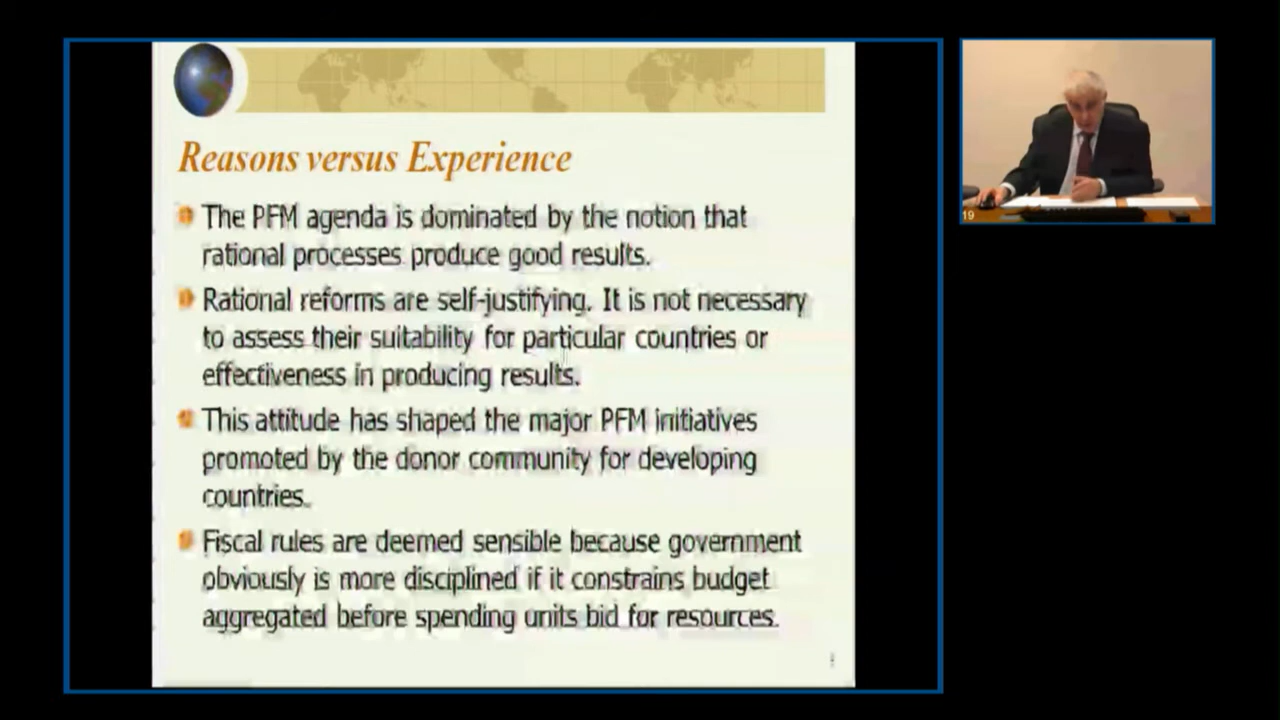 Reasons versus Experience
The PFM agenda is dominated by the notion that
rational processes produce good results.
Rational reforms are self-justifying. It is not necessary
to assess their suitability for particular countries or
effectiveness in producing results.
This attitude has shaped the major PFM initiatives
promoted by the donor community for developing
countries.
Fiscal rules are deemed sensible because government
obviously is more disciplined if it constrains budget
aggregated before spending units bid for resources.
19